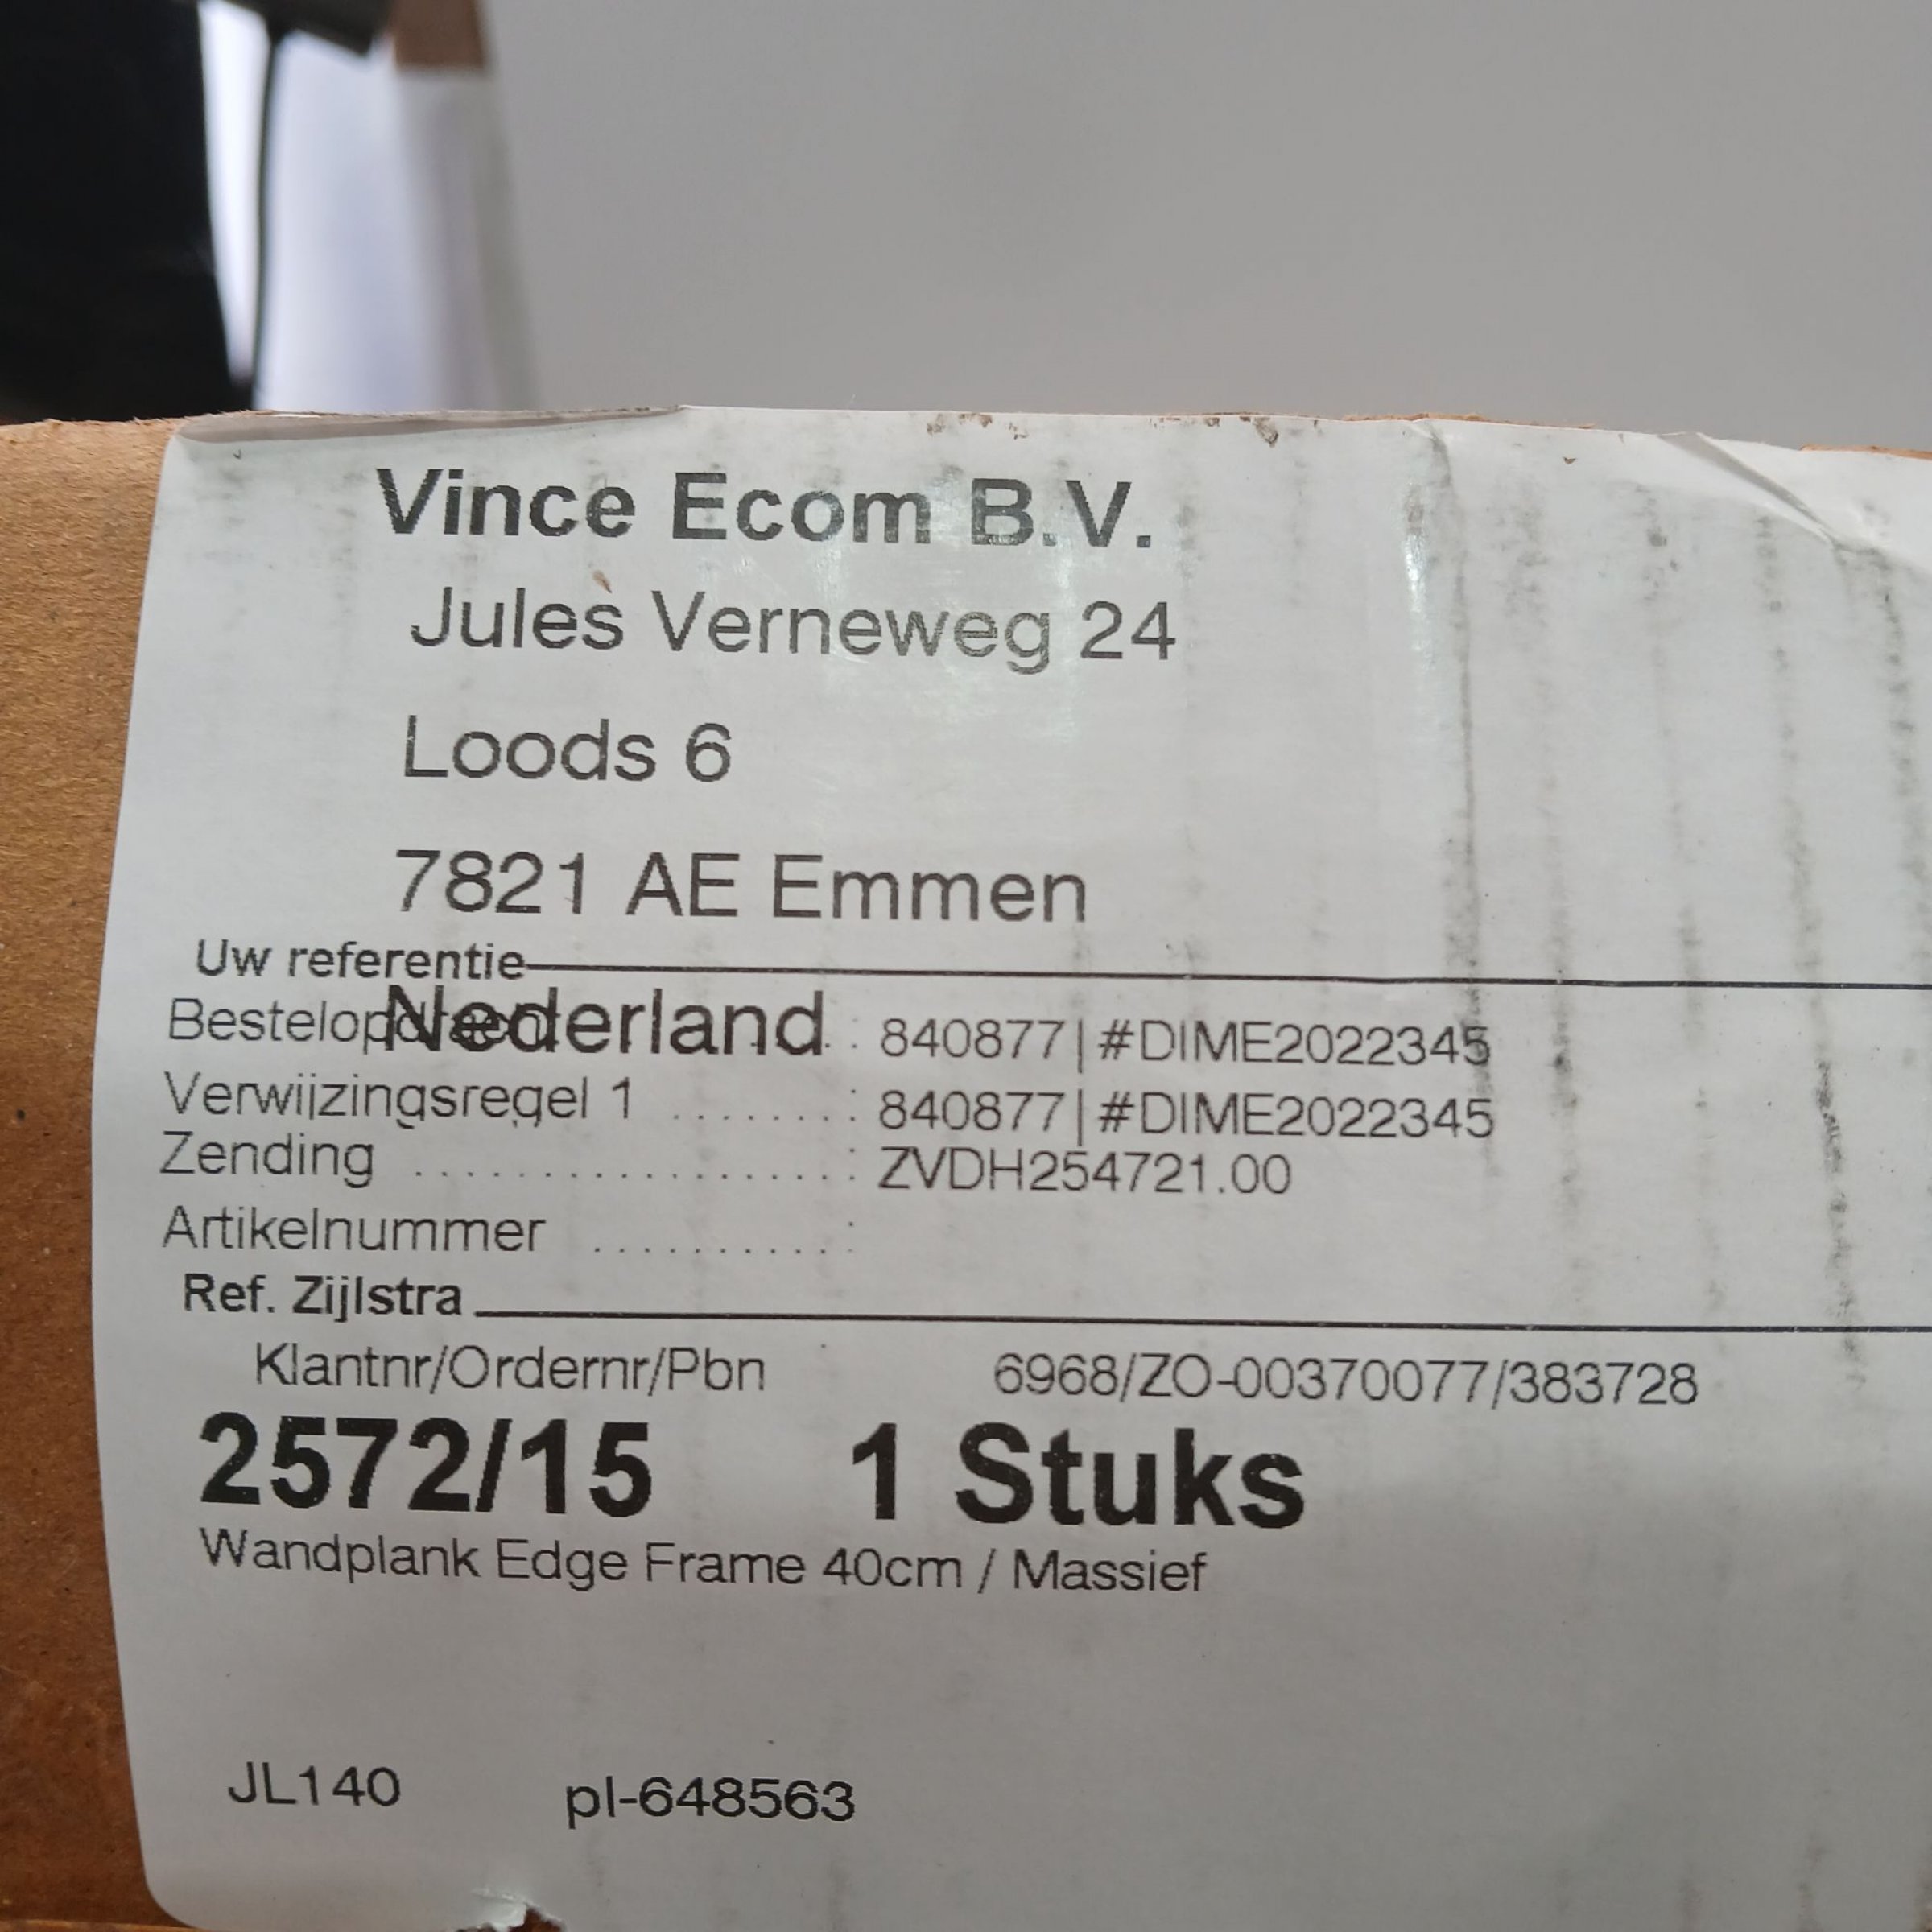 Vince Ecom B.V.
Jules Verneweg 24
Loods 6
7821 AE Emmen
Uw referentie
Nederland
: 840877|#DIME2022345
Verwijzingsregel 1 ........: 840877|#DIME2022345
Zending ..................: ZVDH254721.00
Artikelnummer ...........:
Ref. Zijlstra
Klantnr/Ordernr/Pbn : 6968/ZO-00370077/383728
2572/15 1 Stuks
Wandplank Edge Frame 40cm / Massief
JL140 pl-648563